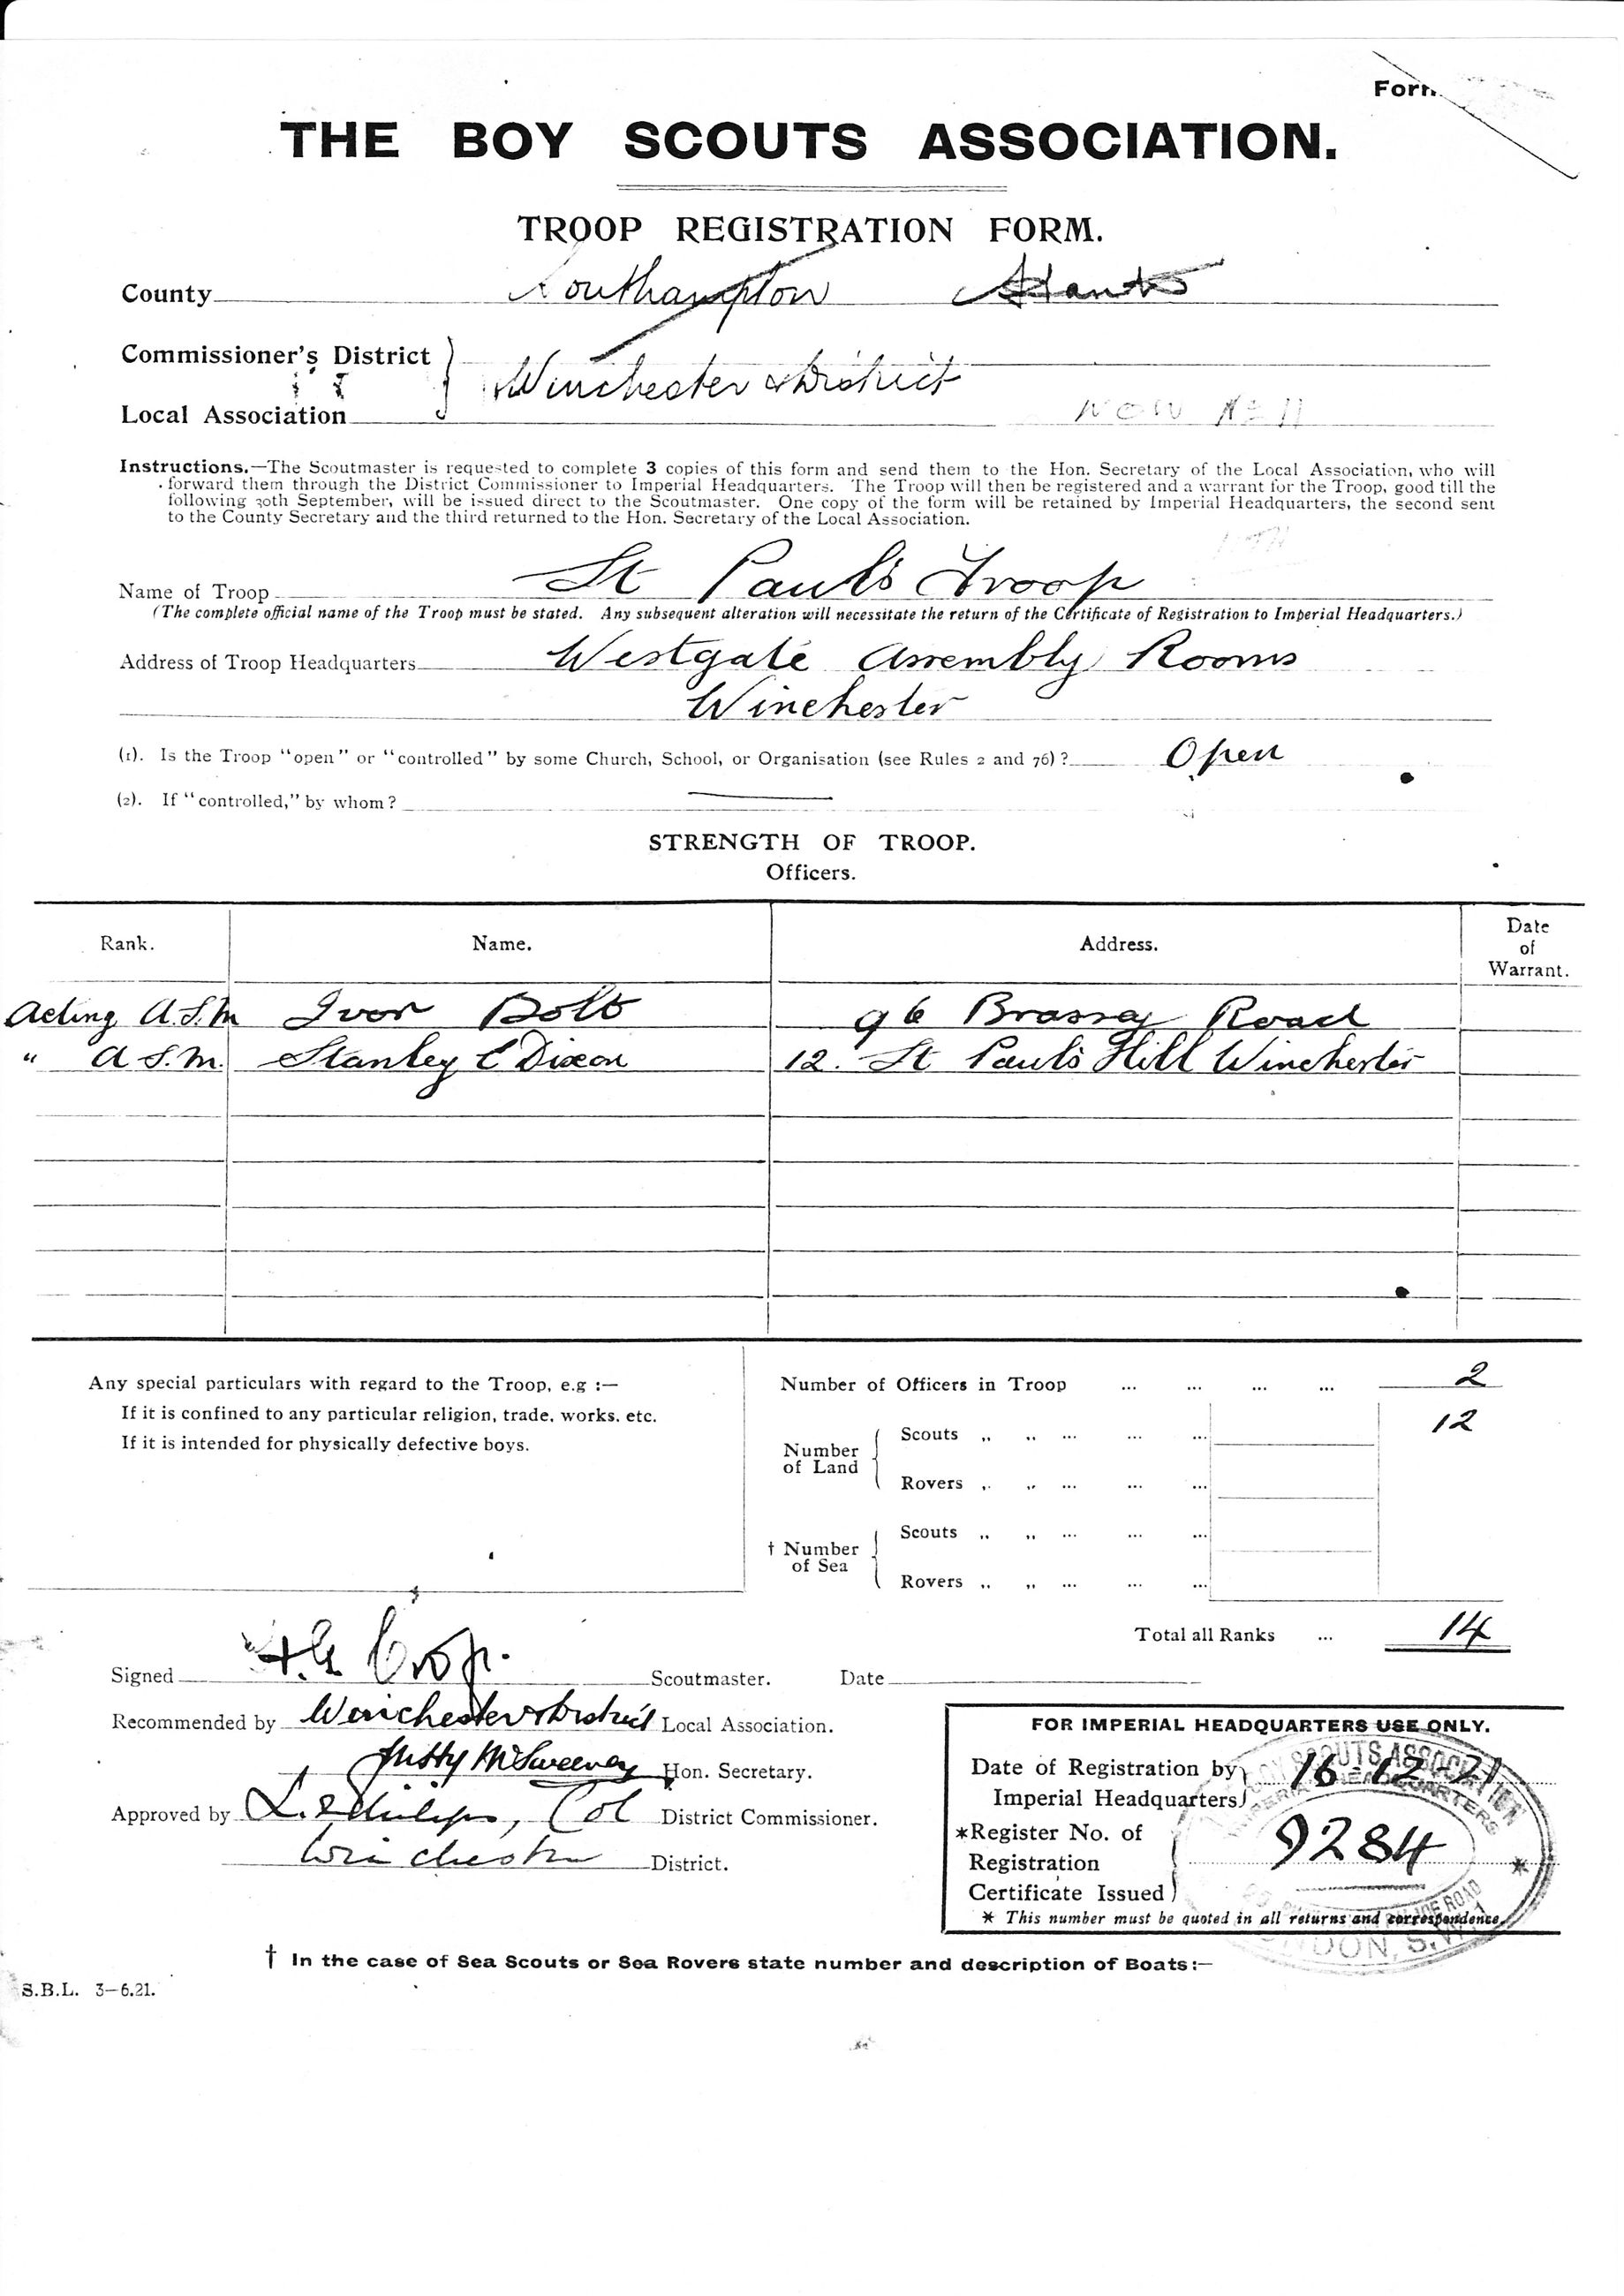 Form
THE BOY SCOUTS ASSOCIATION.
TROOP REGISTRATION FORM.
County Southampton Hants
Commissioner's District
Winchester & District
Local Association NOW No 11
Instructions.—The Scoutmaster is requested to complete 3 copies of this form and send them to the Hon. Secretary of the Local Association, who will
forward them through the District Commissioner to Imperial Headquarters. The Troop will then be registered and a warrant for the Troop, good till the
following 30th September, will be issued direct to the Scoutmaster. One copy of the form will be retained by Imperial Headquarters, the second sent
to the County Secretary and the third returned to the Hon. Secretary of the Local Association.
Name of Troop St Paul's Troop
(The complete official name of the Troop must be stated. Any subsequent alteration will necessitate the return of the Certificate of Registration to Imperial Headquarters.)
Address of Troop Headquarters Westgate Assembly Rooms
Winchester
(1). Is the Troop "open" or "controlled" by some Church, School, or Organisation (see Rules 2 and 76)? Open
(2). If "controlled," by whom?
STRENGTH OF TROOP.
Officers.
Rank. Name. Address. Date of Warrant.
Acting A.S.M Ivor Bolt 96 Brassey Road
" A S.M. Stanley C Dixon 12. St Paul's Hill Winchester
Any special particulars with regard to the Troop, e.g :—
If it is confined to any particular religion, trade, works, etc.
If it is intended for physically defective boys.
Number of Officers in Troop ... ... ... ... 2
Number of Land Scouts ,, ,, ... ... ... 12
Rovers ,, ,, ... ... ...
† Number of Sea Scouts ,, ,, ... ... ...
Rovers ,, ,, ... ... ...
Total all Ranks ... 14
Signed Scoutmaster. Date
Recommended by Winchester & District Local Association.
McSweeney Hon. Secretary.
Approved by Col District Commissioner.
Winchester District.
FOR IMPERIAL HEADQUARTERS USE ONLY.
Date of Registration by Imperial Headquarters 16-12-21
*Register No. of Registration Certificate Issued 9284
* This number must be quoted in all returns and correspondence.
SCOUTS ASSOCIATION
IMPERIAL HEADQUARTERS
ROAD
LONDON, S.W.1
† In the case of Sea Scouts or Sea Rovers state number and description of Boats:—
S.B.L. 3—6.21.